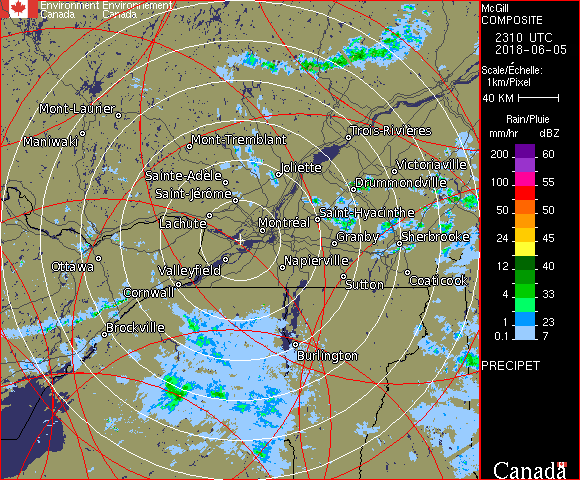 Environment Environnement
Canada Canada
McGill
COMPOSITE
2310 UTC
2018-06-05
Scale/Échelle:
1km/Pixel
40 KM
Rain/Pluie
mm/hr dBZ
200 60
100 55
50 50
24 45
12 40
4 33
1 23
0.1 7
PRECIPET
Canada
Mont-Laurier
Maniwaki
Mont-Tremblant
Trois-Rivières
Victoriaville
Joliette
Sainte-Adèle
Drummondville
Saint-Jérôme
Saint-Hyacinthe
Lachute
Montréal
Granby
Sherbrooke
Ottawa
Valleyfield
Napierville
Coaticook
Sutton
Cornwall
Brockville
Burlington